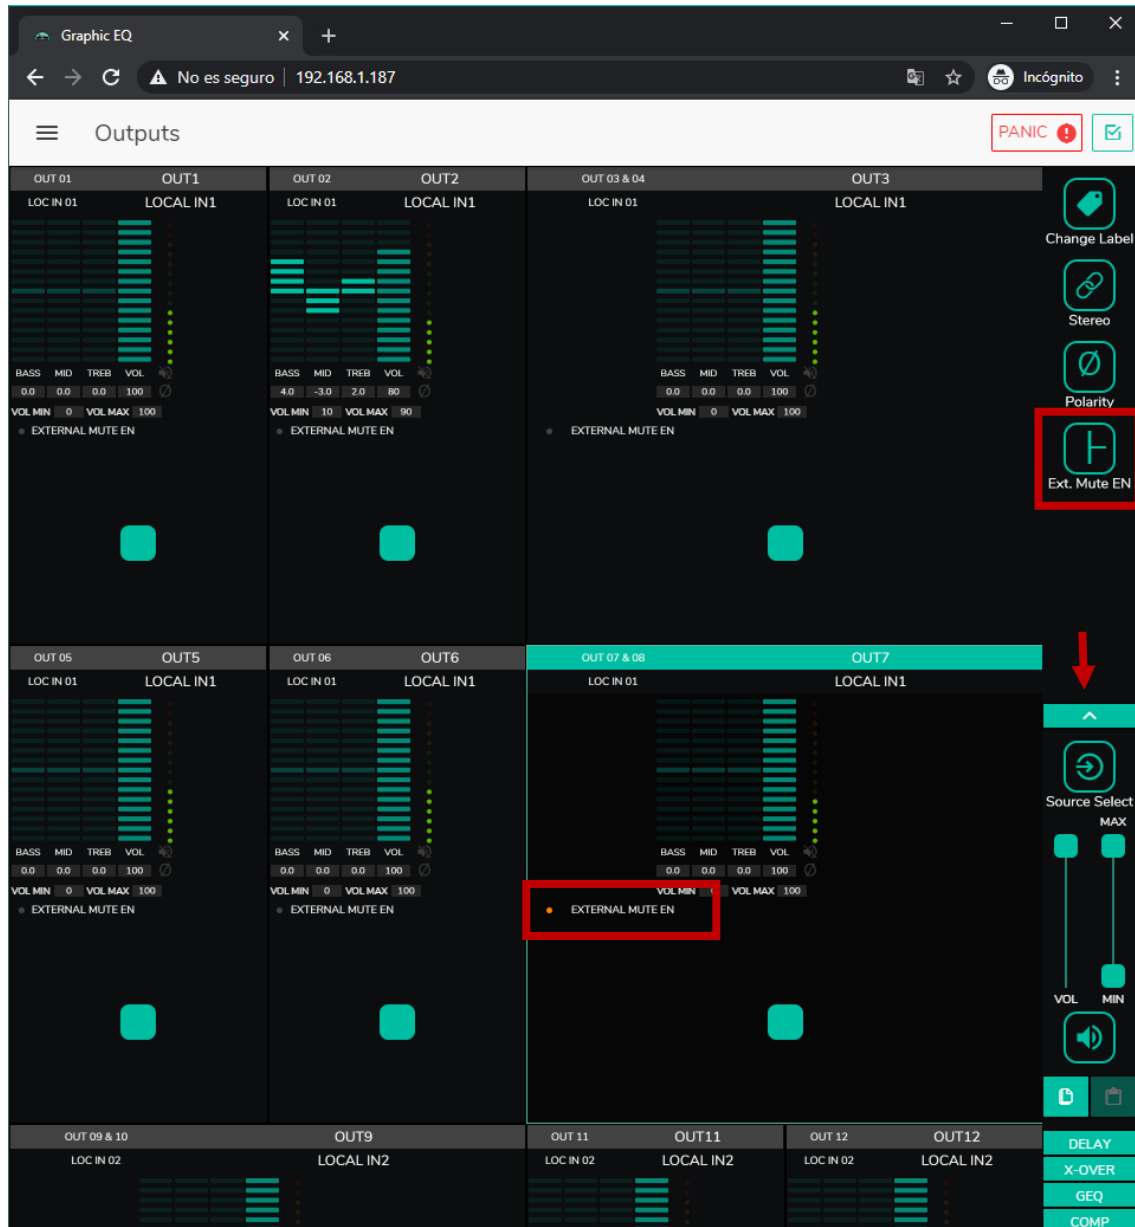 Graphic EQ
No es seguro | 192.168.1.187
Incógnito
Outputs
PANIC
OUT 01 OUT1
LOC IN 01 LOCAL IN1
BASS MID TREB VOL
0.0 0.0 0.0 100
VOL MIN 0 VOL MAX 100
EXTERNAL MUTE EN
OUT 02 OUT2
LOC IN 01 LOCAL IN1
BASS MID TREB VOL
4.0 -3.0 2.0 80
VOL MIN 10 VOL MAX 90
EXTERNAL MUTE EN
OUT 03 & 04 OUT3
LOC IN 01 LOCAL IN1
BASS MID TREB VOL
0.0 0.0 0.0 100
VOL MIN 0 VOL MAX 100
EXTERNAL MUTE EN
Change Label
Stereo
Polarity
Ext. Mute EN
OUT 05 OUT5
LOC IN 01 LOCAL IN1
BASS MID TREB VOL
0.0 0.0 0.0 100
VOL MIN 0 VOL MAX 100
EXTERNAL MUTE EN
OUT 06 OUT6
LOC IN 01 LOCAL IN1
BASS MID TREB VOL
0.0 0.0 0.0 100
VOL MIN 0 VOL MAX 100
EXTERNAL MUTE EN
OUT 07 & 08 OUT7
LOC IN 01 LOCAL IN1
BASS MID TREB VOL
0.0 0.0 0.0 100
VOL MIN VOL MAX 100
EXTERNAL MUTE EN
Source Select
MAX
VOL MIN
OUT 09 & 10 OUT9
LOC IN 02 LOCAL IN2
OUT 11 OUT11
LOC IN 02 LOCAL IN2
OUT 12 OUT12
LOC IN 02 LOCAL IN2
DELAY
X-OVER
GEQ
COMP